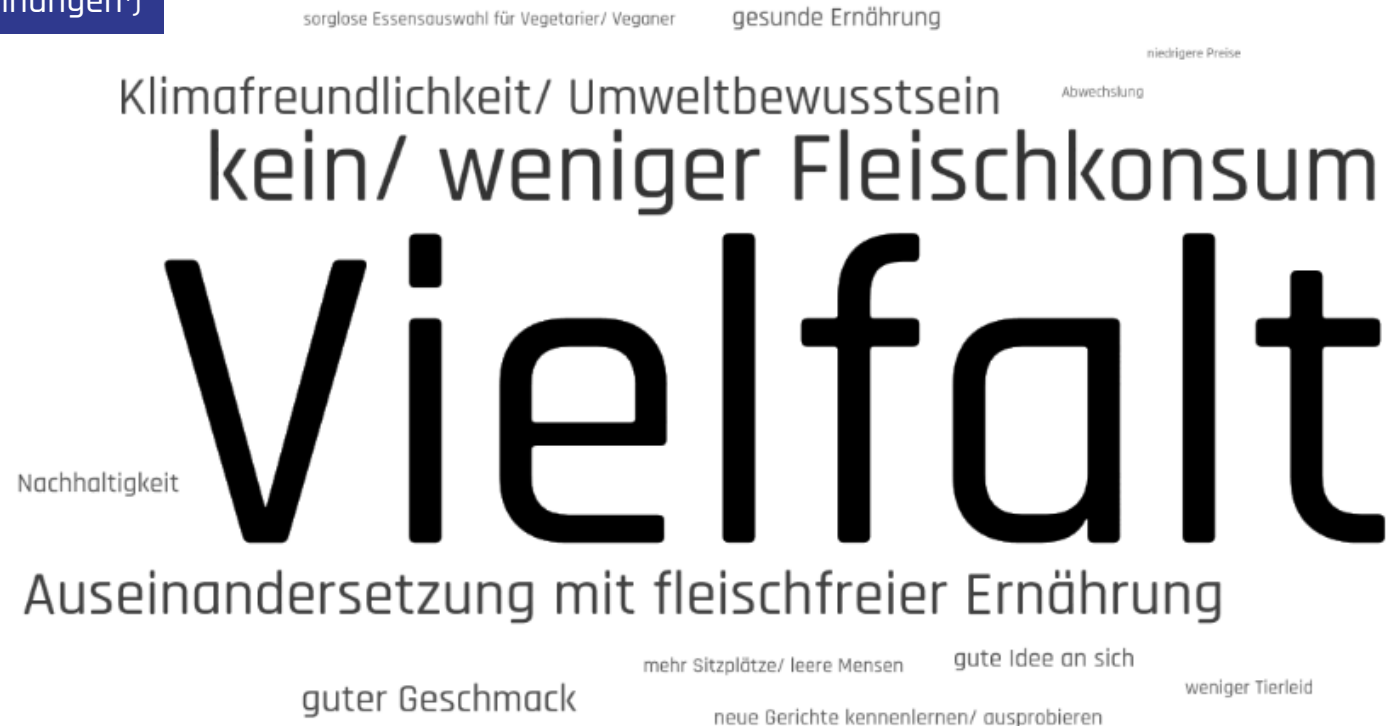 sorglose Essensauswahl für Vegetarier/ Veganer
gesunde Ernährung
niedrigere Preise
Klimafreundlichkeit/ Umweltbewusstsein
Abwechslung
kein/ weniger Fleischkonsum
Vielfalt
Nachhaltigkeit
Auseinandersetzung mit fleischfreier Ernährung
mehr Sitzplätze/ leere Mensen
gute Idee an sich
guter Geschmack
weniger Tierleid
neue Gerichte kennenlernen/ ausprobieren